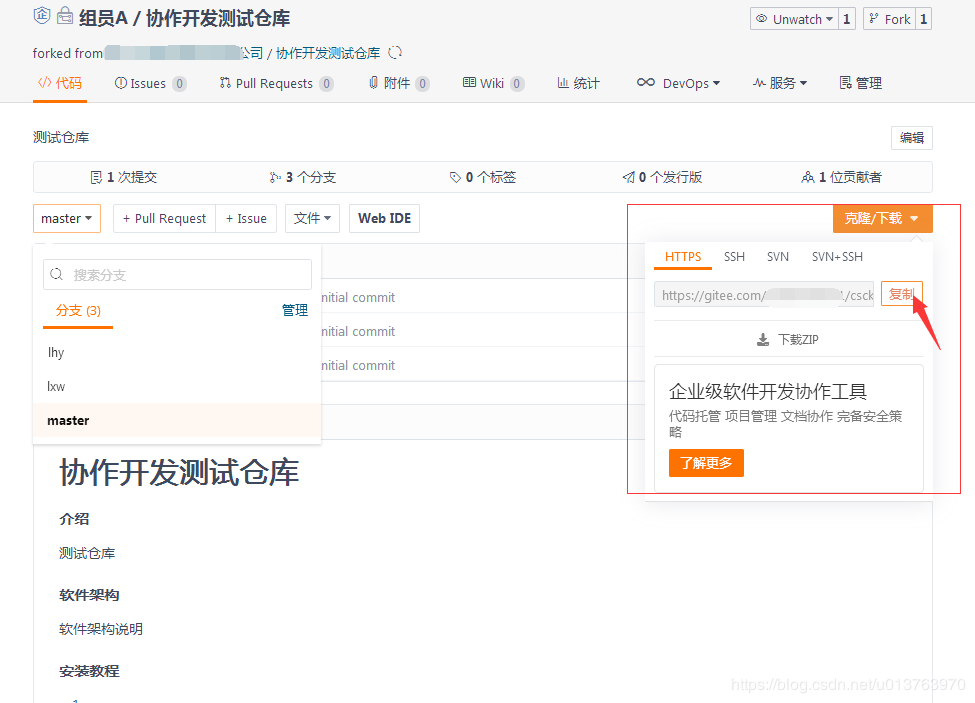 组员A / 协作开发测试仓库
Unwatch 1 Fork 1
forked from 公司 / 协作开发测试仓库
代码 Issues 0 Pull Requests 0 附件 0 Wiki 0 统计 DevOps 服务 管理
测试仓库
编辑
1 次提交 3 个分支 0 个标签 0 个发行版 1 位贡献者
master + Pull Request + Issue 文件 Web IDE 克隆/下载
搜索分支
分支 (3) 管理
lhy
lxw
master
nitial commit
nitial commit
nitial commit
HTTPS SSH SVN SVN+SSH
https://gitee.com/ /csck 复制
下载ZIP
企业级软件开发协作工具
代码托管 项目管理 文档协作 完备安全策
略
了解更多
协作开发测试仓库
介绍
测试仓库
软件架构
软件架构说明
安装教程
https://blog.csdn.net/u013763970